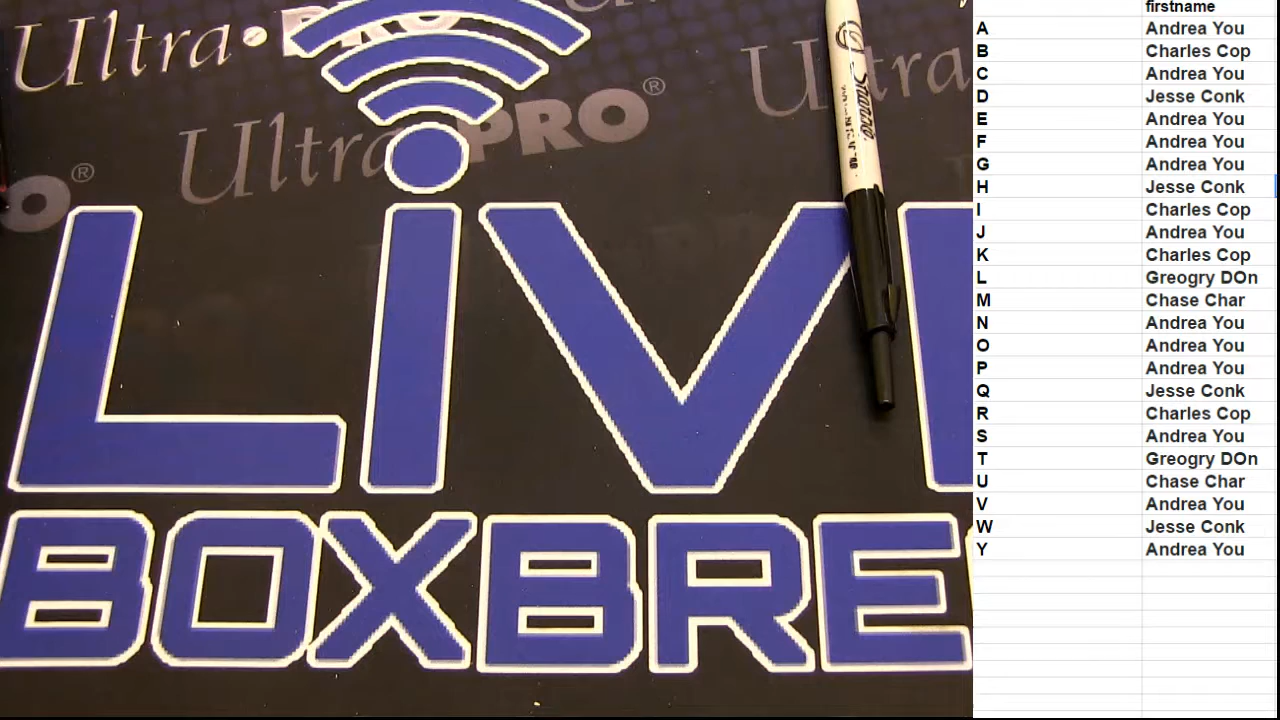 Ultra•PRO
Ultra•PRO®
Ultra
O®
LiV
BOXBRE
Sharpie
firstname
A Andrea You
B Charles Cop
C Andrea You
D Jesse Conk
E Andrea You
F Andrea You
G Andrea You
H Jesse Conk
I Charles Cop
J Andrea You
K Charles Cop
L Greogry DOn
M Chase Char
N Andrea You
O Andrea You
P Andrea You
Q Jesse Conk
R Charles Cop
S Andrea You
T Greogry DOn
U Chase Char
V Andrea You
W Jesse Conk
Y Andrea You